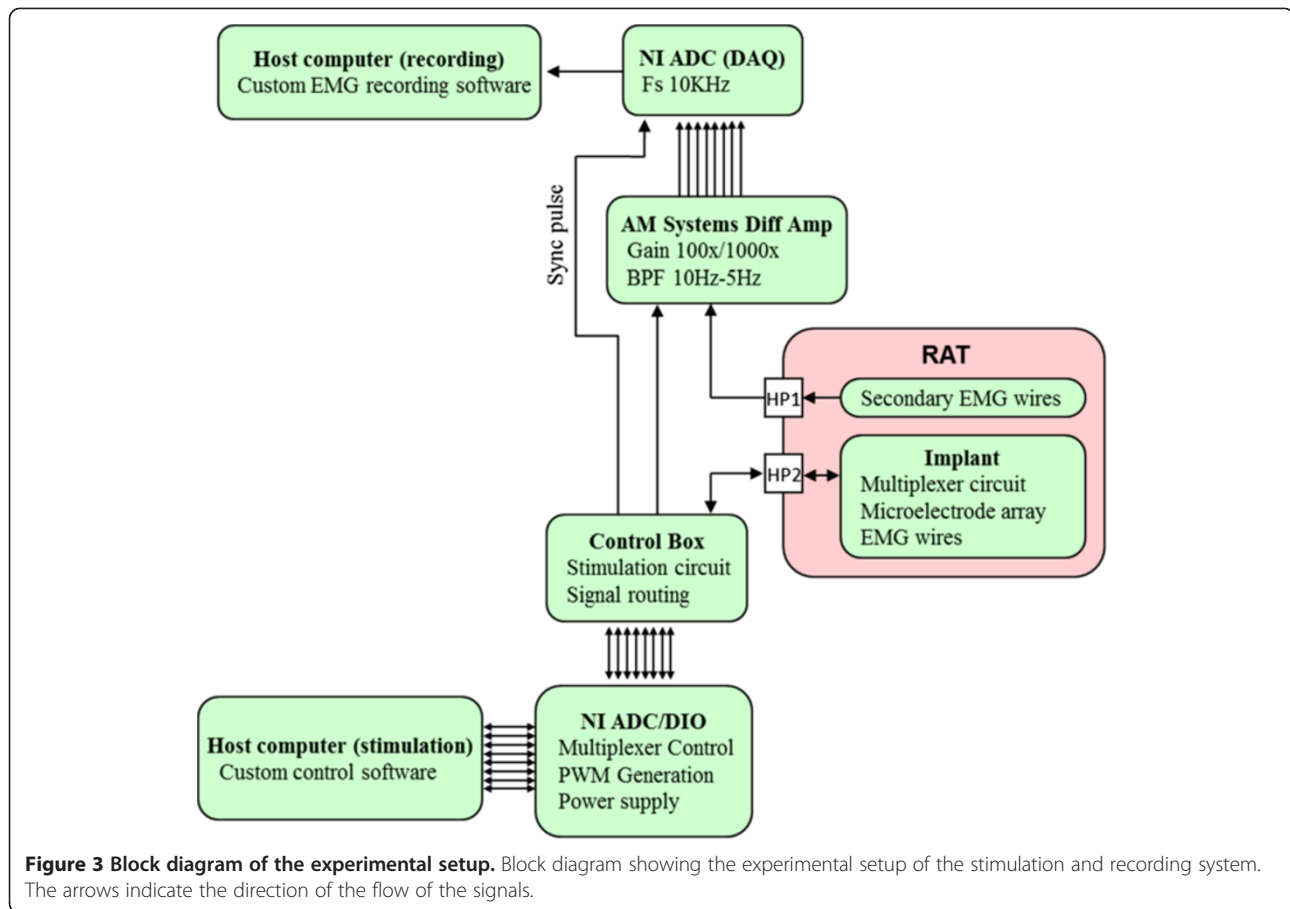 Host computer (recording)
Custom EMG recording software
NI ADC (DAQ)
Fs 10KHz
Sync pulse
AM Systems Diff Amp
Gain 100x/1000x
BPF 10Hz-5Hz
RAT
HP1
Secondary EMG wires
HP2
Implant
Multiplexer circuit
Microelectrode array
EMG wires
Control Box
Stimulation circuit
Signal routing
Host computer (stimulation)
Custom control software
NI ADC/DIO
Multiplexer Control
PWM Generation
Power supply
Figure 3 Block diagram of the experimental setup. Block diagram showing the experimental setup of the stimulation and recording system.
The arrows indicate the direction of the flow of the signals.